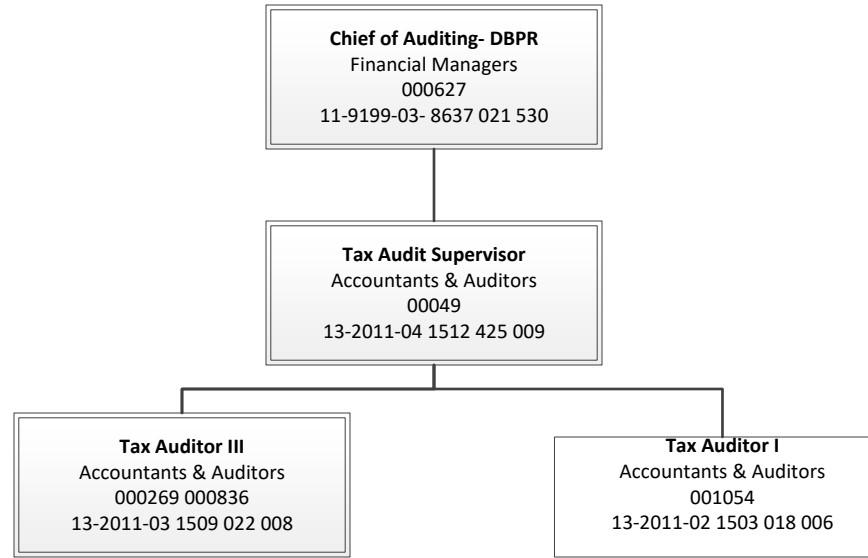 Chief of Auditing- DBPR
Financial Managers
000627
11-9199-03- 8637 021 530
Tax Audit Supervisor
Accountants & Auditors
00049
13-2011-04 1512 425 009
Tax Auditor III
Accountants & Auditors
000269 000836
13-2011-03 1509 022 008
Tax Auditor I
Accountants & Auditors
001054
13-2011-02 1503 018 006